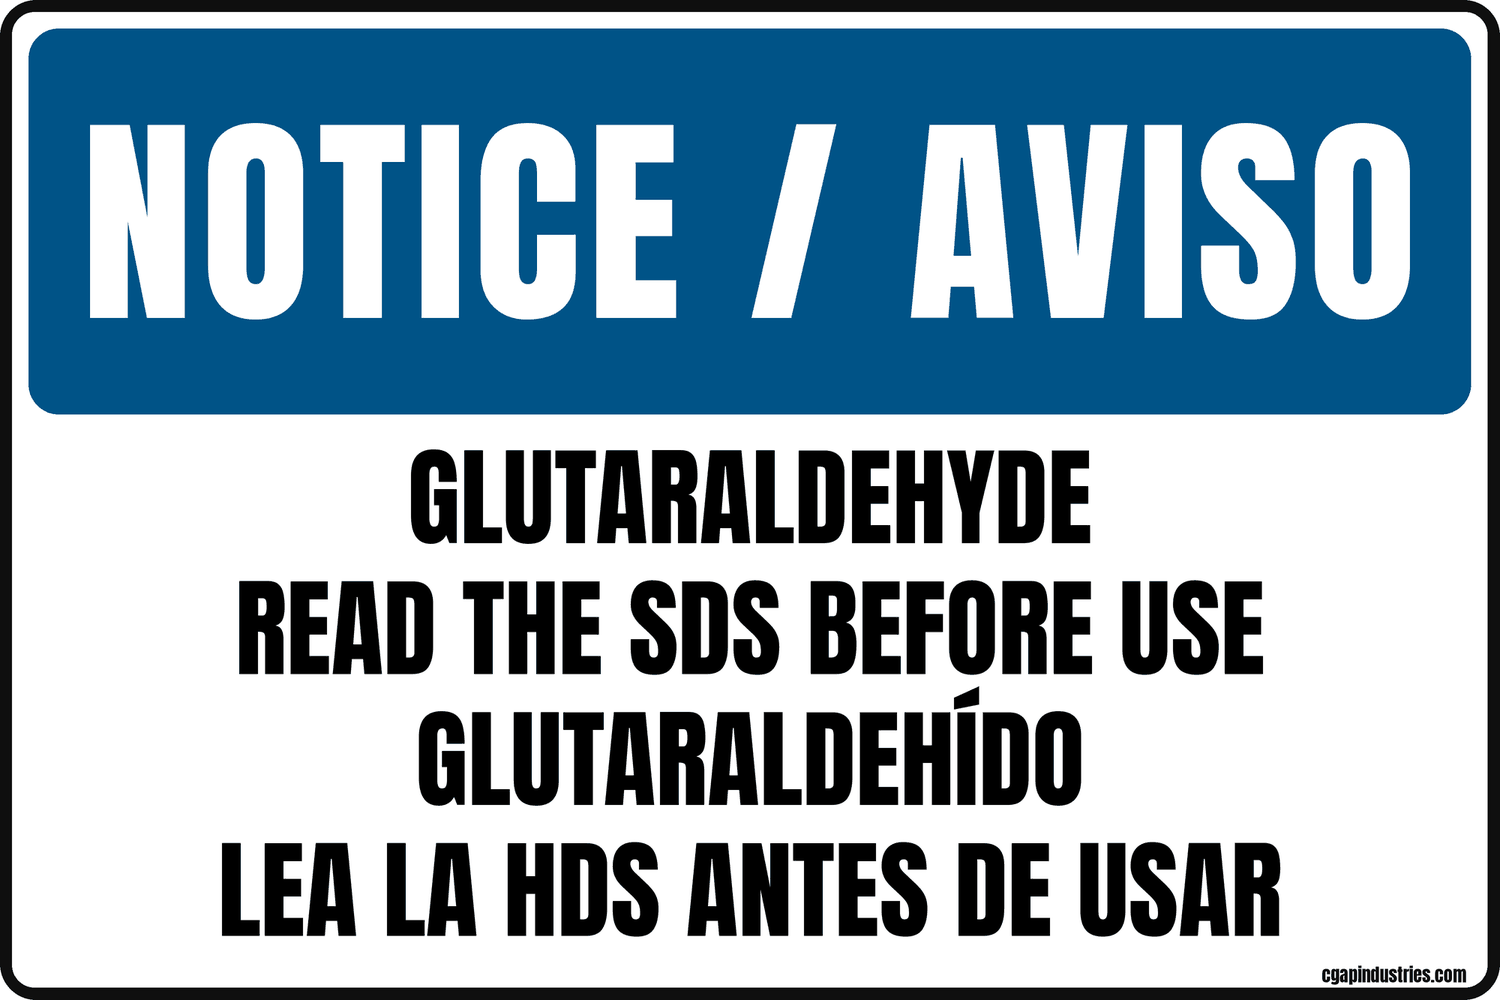 NOTICE / AVISO
GLUTARALDEHYDE
READ THE SDS BEFORE USE
GLUTARALDEHÍDO
LEA LA HDS ANTES DE USAR
cgapindustries.com